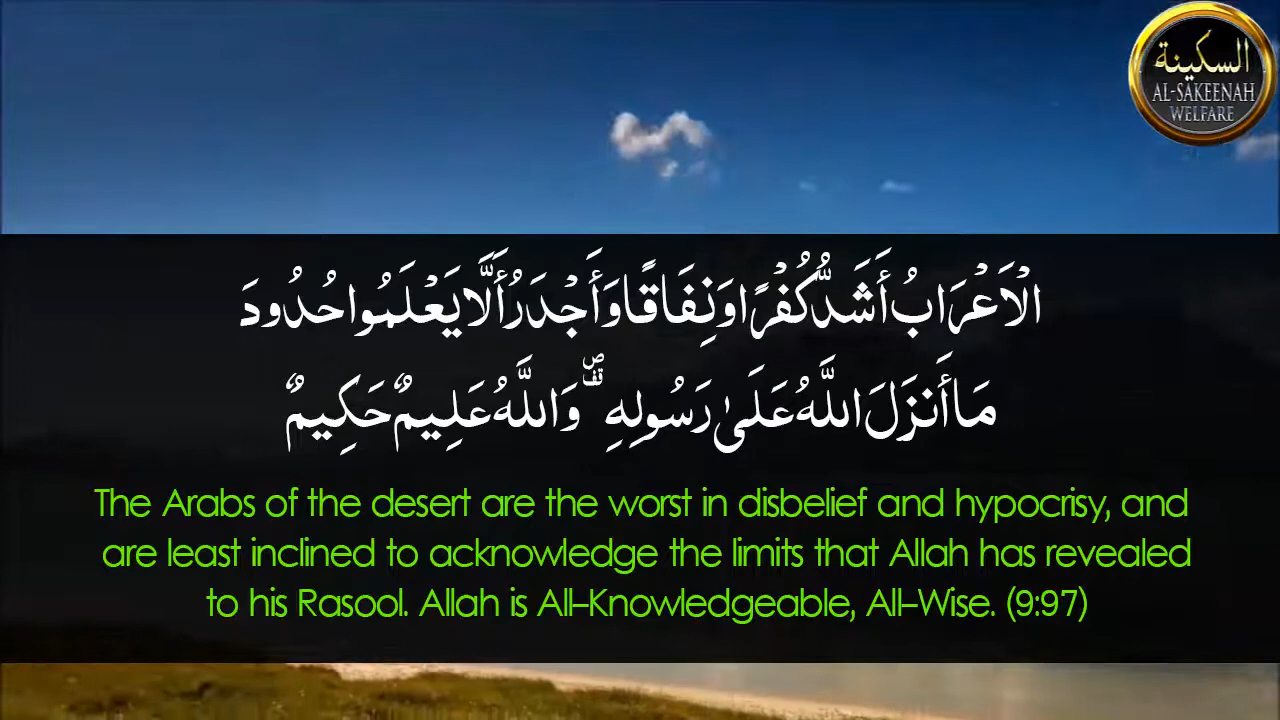 السكينة
AL-SAKEENAH
WELFARE
الْأَعْرَابُ أَشَدُّ كُفْرًا وَنِفَاقًا وَأَجْدَرُ أَلَّا يَعْلَمُوا حُدُودَ
مَا أَنزَلَ اللَّهُ عَلَىٰ رَسُولِهِ ۗ وَاللَّهُ عَلِيمٌ حَكِيمٌ
The Arabs of the desert are the worst in disbelief and hypocrisy, and
are least inclined to acknowledge the limits that Allah has revealed
to his Rasool. Allah is All-Knowledgeable, All-Wise. (9:97)